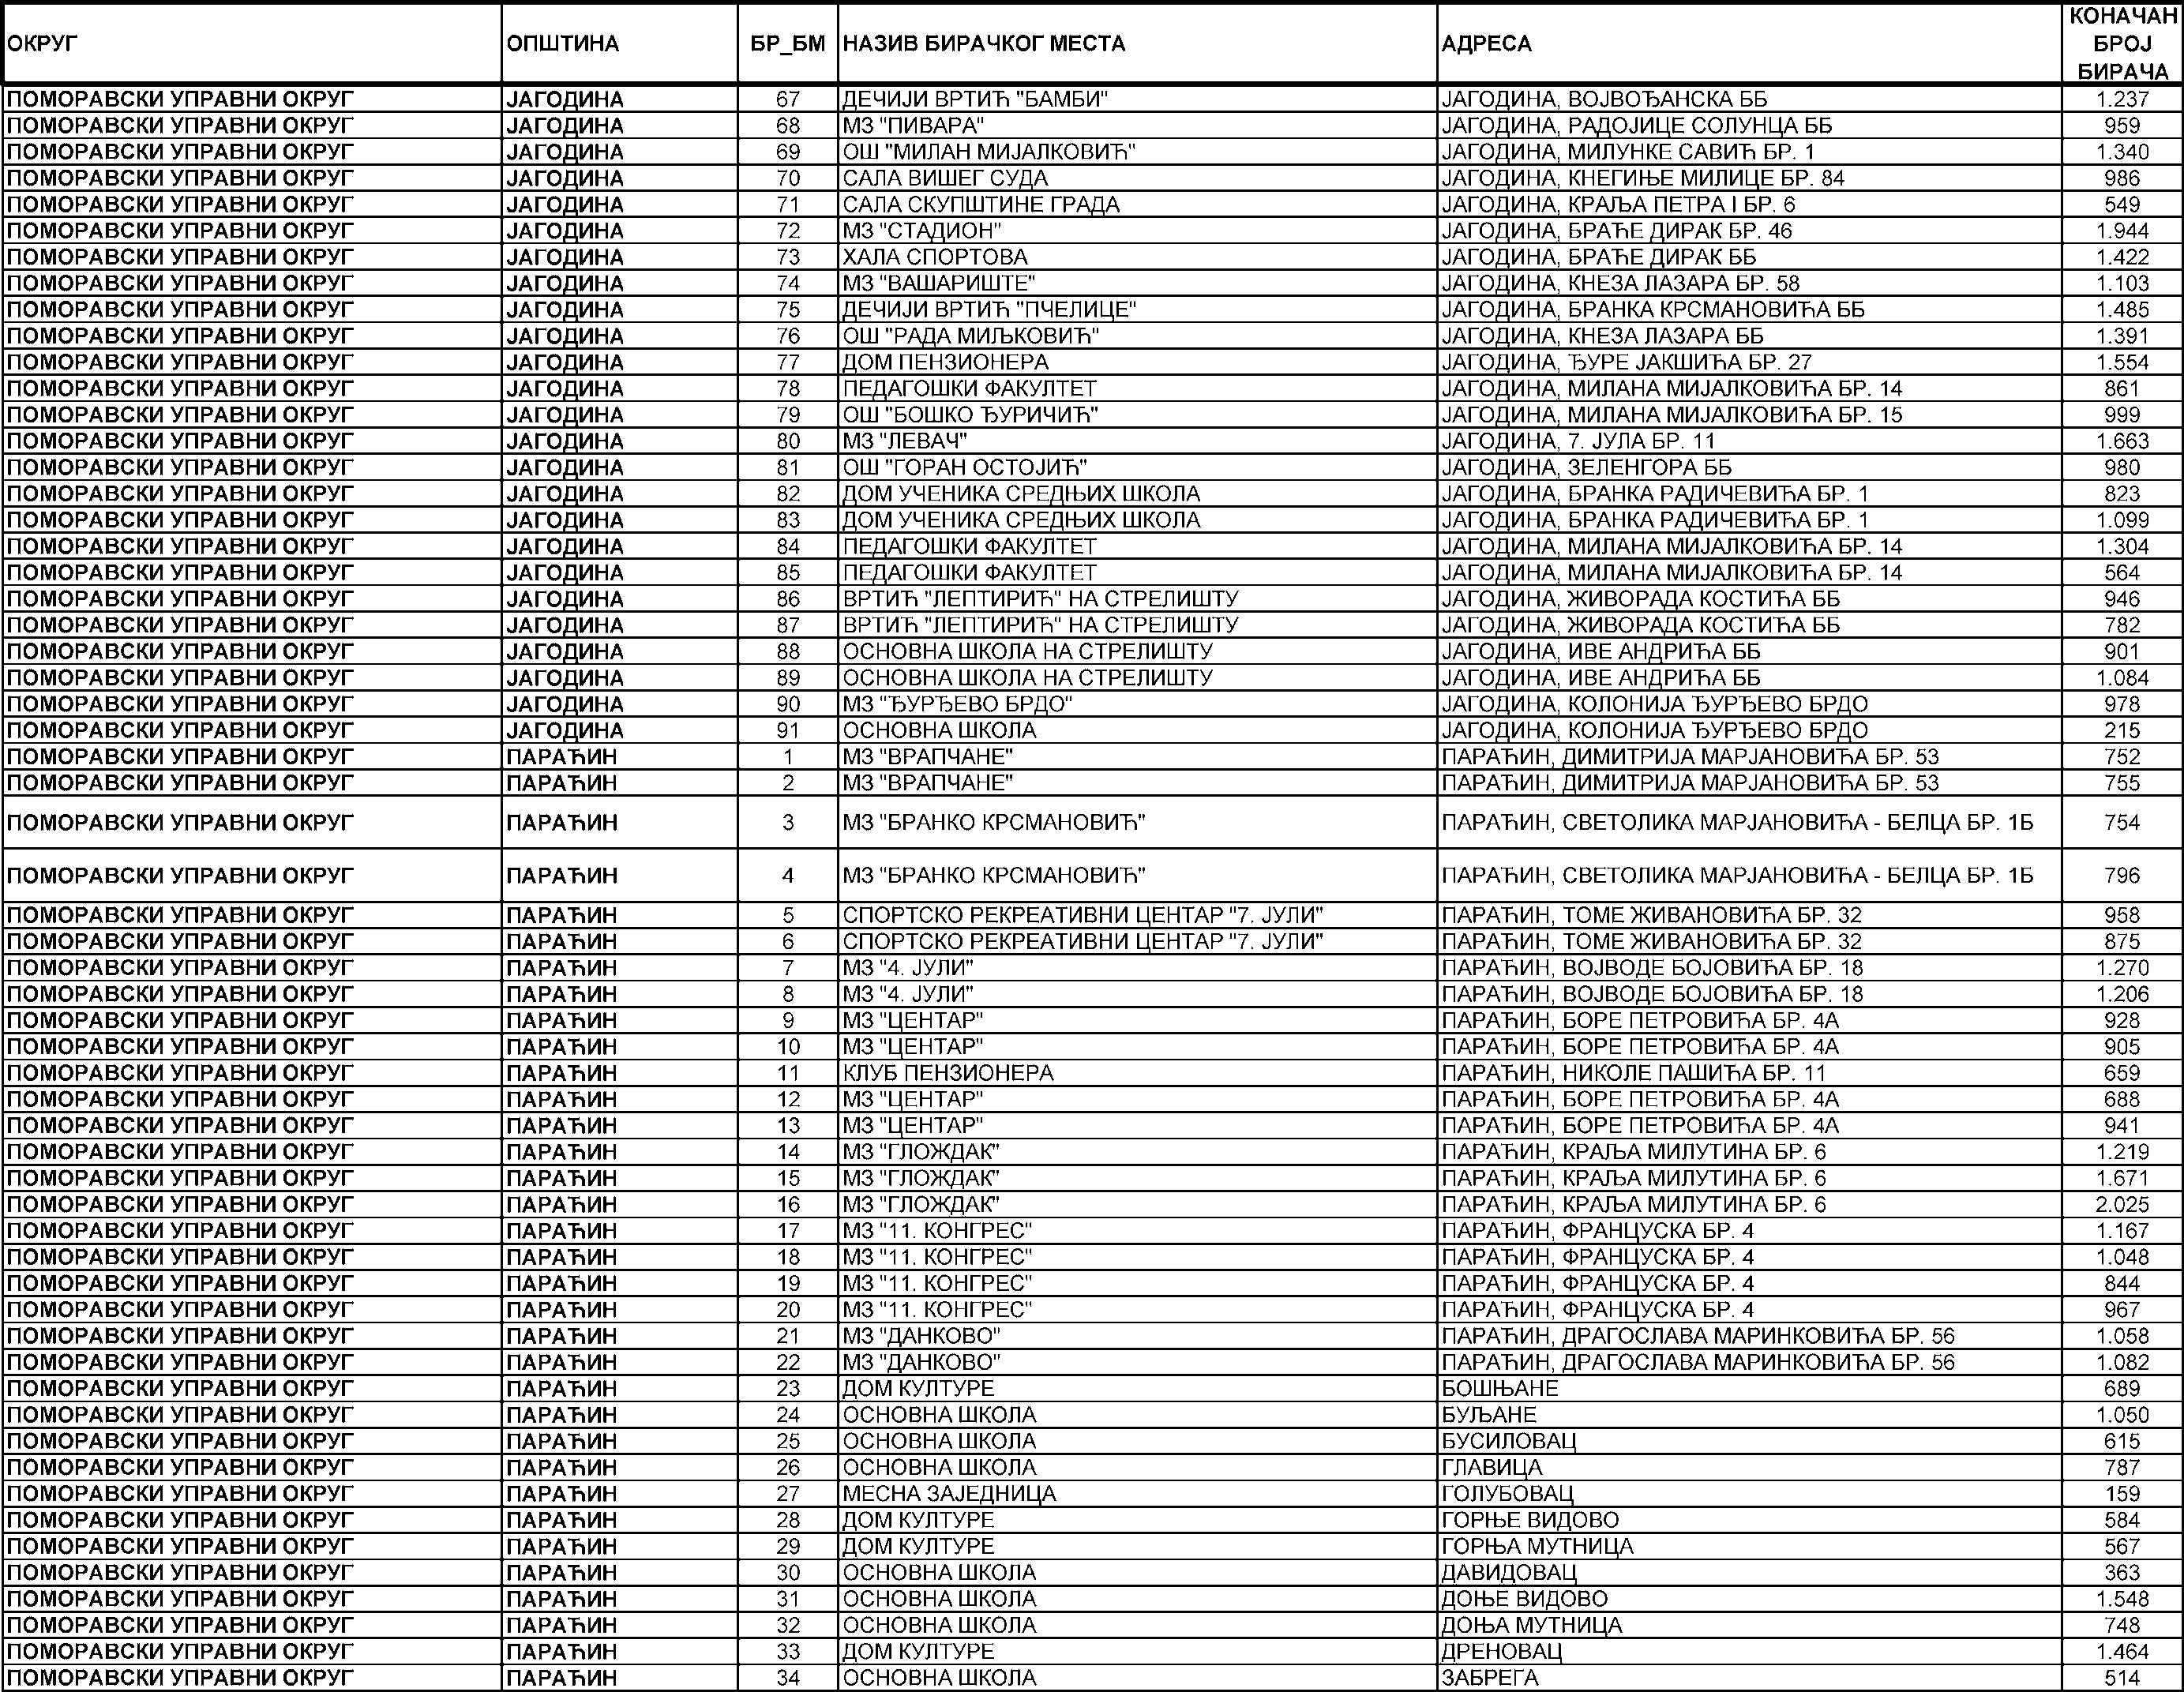 ОКРУГ ОПШТИНА БР_БМ НАЗИВ БИРАЧКОГ МЕСТА АДРЕСА КОНАЧАН БРОЈ БИРАЧА
ПОМОРАВСКИ УПРАВНИ ОКРУГ ЈАГОДИНА 67 ДЕЧИЈИ ВРТИЋ "БАМБИ" ЈАГОДИНА, ВОЈВОЂАНСКА ББ 1.237
ПОМОРАВСКИ УПРАВНИ ОКРУГ ЈАГОДИНА 68 МЗ "ПИВАРА" ЈАГОДИНА, РАДОЈИЦЕ СОЛУНЦА ББ 959
ПОМОРАВСКИ УПРАВНИ ОКРУГ ЈАГОДИНА 69 ОШ "МИЛАН МИЈАЛКОВИЋ" ЈАГОДИНА, МИЛУНКЕ САВИЋ БР. 1 1.340
ПОМОРАВСКИ УПРАВНИ ОКРУГ ЈАГОДИНА 70 САЛА ВИШЕГ СУДА ЈАГОДИНА, КНЕГИЊЕ МИЛИЦЕ БР. 84 986
ПОМОРАВСКИ УПРАВНИ ОКРУГ ЈАГОДИНА 71 САЛА СКУПШТИНЕ ГРАДА ЈАГОДИНА, КРАЉА ПЕТРА I БР. 6 549
ПОМОРАВСКИ УПРАВНИ ОКРУГ ЈАГОДИНА 72 МЗ "СТАДИОН" ЈАГОДИНА, БРАЋЕ ДИРАК БР. 46 1.944
ПОМОРАВСКИ УПРАВНИ ОКРУГ ЈАГОДИНА 73 ХАЛА СПОРТОВА ЈАГОДИНА, БРАЋЕ ДИРАК ББ 1.422
ПОМОРАВСКИ УПРАВНИ ОКРУГ ЈАГОДИНА 74 МЗ "ВАШАРИШТЕ" ЈАГОДИНА, КНЕЗА ЛАЗАРА БР. 58 1.103
ПОМОРАВСКИ УПРАВНИ ОКРУГ ЈАГОДИНА 75 ДЕЧИЈИ ВРТИЋ "ПЧЕЛИЦЕ" ЈАГОДИНА, БРАНКА КРСМАНОВИЋА ББ 1.485
ПОМОРАВСКИ УПРАВНИ ОКРУГ ЈАГОДИНА 76 ОШ "РАДА МИЉКОВИЋ" ЈАГОДИНА, КНЕЗА ЛАЗАРА ББ 1.391
ПОМОРАВСКИ УПРАВНИ ОКРУГ ЈАГОДИНА 77 ДОМ ПЕНЗИОНЕРА ЈАГОДИНА, ЂУРЕ ЈАКШИЋА БР. 27 1.554
ПОМОРАВСКИ УПРАВНИ ОКРУГ ЈАГОДИНА 78 ПЕДАГОШКИ ФАКУЛТЕТ ЈАГОДИНА, МИЛАНА МИЈАЛКОВИЋА БР. 14 861
ПОМОРАВСКИ УПРАВНИ ОКРУГ ЈАГОДИНА 79 ОШ "БОШКО ЂУРИЧИЋ" ЈАГОДИНА, МИЛАНА МИЈАЛКОВИЋА БР. 15 999
ПОМОРАВСКИ УПРАВНИ ОКРУГ ЈАГОДИНА 80 МЗ "ЛЕВАЧ" ЈАГОДИНА, 7. ЈУЛА БР. 11 1.663
ПОМОРАВСКИ УПРАВНИ ОКРУГ ЈАГОДИНА 81 ОШ "ГОРАН ОСТОЈИЋ" ЈАГОДИНА, ЗЕЛЕНГОРА ББ 980
ПОМОРАВСКИ УПРАВНИ ОКРУГ ЈАГОДИНА 82 ДОМ УЧЕНИКА СРЕДЊИХ ШКОЛА ЈАГОДИНА, БРАНКА РАДИЧЕВИЋА БР. 1 823
ПОМОРАВСКИ УПРАВНИ ОКРУГ ЈАГОДИНА 83 ДОМ УЧЕНИКА СРЕДЊИХ ШКОЛА ЈАГОДИНА, БРАНКА РАДИЧЕВИЋА БР. 1 1.099
ПОМОРАВСКИ УПРАВНИ ОКРУГ ЈАГОДИНА 84 ПЕДАГОШКИ ФАКУЛТЕТ ЈАГОДИНА, МИЛАНА МИЈАЛКОВИЋА БР. 14 1.304
ПОМОРАВСКИ УПРАВНИ ОКРУГ ЈАГОДИНА 85 ПЕДАГОШКИ ФАКУЛТЕТ ЈАГОДИНА, МИЛАНА МИЈАЛКОВИЋА БР. 14 564
ПОМОРАВСКИ УПРАВНИ ОКРУГ ЈАГОДИНА 86 ВРТИЋ "ЛЕПТИРИЋ" НА СТРЕЛИШТУ ЈАГОДИНА, ЖИВОРАДА КОСТИЋА ББ 946
ПОМОРАВСКИ УПРАВНИ ОКРУГ ЈАГОДИНА 87 ВРТИЋ "ЛЕПТИРИЋ" НА СТРЕЛИШТУ ЈАГОДИНА, ЖИВОРАДА КОСТИЋА ББ 782
ПОМОРАВСКИ УПРАВНИ ОКРУГ ЈАГОДИНА 88 ОСНОВНА ШКОЛА НА СТРЕЛИШТУ ЈАГОДИНА, ИВЕ АНДРИЋА ББ 901
ПОМОРАВСКИ УПРАВНИ ОКРУГ ЈАГОДИНА 89 ОСНОВНА ШКОЛА НА СТРЕЛИШТУ ЈАГОДИНА, ИВЕ АНДРИЋА ББ 1.084
ПОМОРАВСКИ УПРАВНИ ОКРУГ ЈАГОДИНА 90 МЗ "ЂУРЂЕВО БРДО" ЈАГОДИНА, КОЛОНИЈА ЂУРЂЕВО БРДО 978
ПОМОРАВСКИ УПРАВНИ ОКРУГ ЈАГОДИНА 91 ОСНОВНА ШКОЛА ЈАГОДИНА, КОЛОНИЈА ЂУРЂЕВО БРДО 215
ПОМОРАВСКИ УПРАВНИ ОКРУГ ПАРАЋИН 1 МЗ "ВРАПЧАНЕ" ПАРАЋИН, ДИМИТРИЈА МАРЈАНОВИЋА БР. 53 752
ПОМОРАВСКИ УПРАВНИ ОКРУГ ПАРАЋИН 2 МЗ "ВРАПЧАНЕ" ПАРАЋИН, ДИМИТРИЈА МАРЈАНОВИЋА БР. 53 755
ПОМОРАВСКИ УПРАВНИ ОКРУГ ПАРАЋИН 3 МЗ "БРАНКО КРСМАНОВИЋ" ПАРАЋИН, СВЕТОЛИКА МАРЈАНОВИЋА - БЕЛЦА БР. 1Б 754
ПОМОРАВСКИ УПРАВНИ ОКРУГ ПАРАЋИН 4 МЗ "БРАНКО КРСМАНОВИЋ" ПАРАЋИН, СВЕТОЛИКА МАРЈАНОВИЋА - БЕЛЦА БР. 1Б 796
ПОМОРАВСКИ УПРАВНИ ОКРУГ ПАРАЋИН 5 СПОРТСКО РЕКРЕАТИВНИ ЦЕНТАР "7. ЈУЛИ" ПАРАЋИН, ТОМЕ ЖИВАНОВИЋА БР. 32 958
ПОМОРАВСКИ УПРАВНИ ОКРУГ ПАРАЋИН 6 СПОРТСКО РЕКРЕАТИВНИ ЦЕНТАР "7. ЈУЛИ" ПАРАЋИН, ТОМЕ ЖИВАНОВИЋА БР. 32 875
ПОМОРАВСКИ УПРАВНИ ОКРУГ ПАРАЋИН 7 МЗ "4. ЈУЛИ" ПАРАЋИН, ВОЈВОДЕ БОЈОВИЋА БР. 18 1.270
ПОМОРАВСКИ УПРАВНИ ОКРУГ ПАРАЋИН 8 МЗ "4. ЈУЛИ" ПАРАЋИН, ВОЈВОДЕ БОЈОВИЋА БР. 18 1.206
ПОМОРАВСКИ УПРАВНИ ОКРУГ ПАРАЋИН 9 МЗ "ЦЕНТАР" ПАРАЋИН, БОРЕ ПЕТРОВИЋА БР. 4А 928
ПОМОРАВСКИ УПРАВНИ ОКРУГ ПАРАЋИН 10 МЗ "ЦЕНТАР" ПАРАЋИН, БОРЕ ПЕТРОВИЋА БР. 4А 905
ПОМОРАВСКИ УПРАВНИ ОКРУГ ПАРАЋИН 11 КЛУБ ПЕНЗИОНЕРА ПАРАЋИН, НИКОЛЕ ПАШИЋА БР. 11 659
ПОМОРАВСКИ УПРАВНИ ОКРУГ ПАРАЋИН 12 МЗ "ЦЕНТАР" ПАРАЋИН, БОРЕ ПЕТРОВИЋА БР. 4А 688
ПОМОРАВСКИ УПРАВНИ ОКРУГ ПАРАЋИН 13 МЗ "ЦЕНТАР" ПАРАЋИН, БОРЕ ПЕТРОВИЋА БР. 4А 941
ПОМОРАВСКИ УПРАВНИ ОКРУГ ПАРАЋИН 14 МЗ "ГЛОЖДАК" ПАРАЋИН, КРАЉА МИЛУТИНА БР. 6 1.219
ПОМОРАВСКИ УПРАВНИ ОКРУГ ПАРАЋИН 15 МЗ "ГЛОЖДАК" ПАРАЋИН, КРАЉА МИЛУТИНА БР. 6 1.671
ПОМОРАВСКИ УПРАВНИ ОКРУГ ПАРАЋИН 16 МЗ "ГЛОЖДАК" ПАРАЋИН, КРАЉА МИЛУТИНА БР. 6 2.025
ПОМОРАВСКИ УПРАВНИ ОКРУГ ПАРАЋИН 17 МЗ "11. КОНГРЕС" ПАРАЋИН, ФРАНЦУСКА БР. 4 1.167
ПОМОРАВСКИ УПРАВНИ ОКРУГ ПАРАЋИН 18 МЗ "11. КОНГРЕС" ПАРАЋИН, ФРАНЦУСКА БР. 4 1.048
ПОМОРАВСКИ УПРАВНИ ОКРУГ ПАРАЋИН 19 МЗ "11. КОНГРЕС" ПАРАЋИН, ФРАНЦУСКА БР. 4 844
ПОМОРАВСКИ УПРАВНИ ОКРУГ ПАРАЋИН 20 МЗ "11. КОНГРЕС" ПАРАЋИН, ФРАНЦУСКА БР. 4 967
ПОМОРАВСКИ УПРАВНИ ОКРУГ ПАРАЋИН 21 МЗ "ДАНКОВО" ПАРАЋИН, ДРАГОСЛАВА МАРИНКОВИЋА БР. 56 1.058
ПОМОРАВСКИ УПРАВНИ ОКРУГ ПАРАЋИН 22 МЗ "ДАНКОВО" ПАРАЋИН, ДРАГОСЛАВА МАРИНКОВИЋА БР. 56 1.082
ПОМОРАВСКИ УПРАВНИ ОКРУГ ПАРАЋИН 23 ДОМ КУЛТУРЕ БОШЊАНЕ 689
ПОМОРАВСКИ УПРАВНИ ОКРУГ ПАРАЋИН 24 ОСНОВНА ШКОЛА БУЉАНЕ 1.050
ПОМОРАВСКИ УПРАВНИ ОКРУГ ПАРАЋИН 25 ОСНОВНА ШКОЛА БУСИЛОВАЦ 615
ПОМОРАВСКИ УПРАВНИ ОКРУГ ПАРАЋИН 26 ОСНОВНА ШКОЛА ГЛАВИЦА 787
ПОМОРАВСКИ УПРАВНИ ОКРУГ ПАРАЋИН 27 МЕСНА ЗАЈЕДНИЦА ГОЛУБОВАЦ 159
ПОМОРАВСКИ УПРАВНИ ОКРУГ ПАРАЋИН 28 ДОМ КУЛТУРЕ ГОРЊЕ ВИДОВО 584
ПОМОРАВСКИ УПРАВНИ ОКРУГ ПАРАЋИН 29 ДОМ КУЛТУРЕ ГОРЊА МУТНИЦА 567
ПОМОРАВСКИ УПРАВНИ ОКРУГ ПАРАЋИН 30 ОСНОВНА ШКОЛА ДАВИДОВАЦ 363
ПОМОРАВСКИ УПРАВНИ ОКРУГ ПАРАЋИН 31 ОСНОВНА ШКОЛА ДОЊЕ ВИДОВО 1.548
ПОМОРАВСКИ УПРАВНИ ОКРУГ ПАРАЋИН 32 ОСНОВНА ШКОЛА ДОЊА МУТНИЦА 748
ПОМОРАВСКИ УПРАВНИ ОКРУГ ПАРАЋИН 33 ДОМ КУЛТУРЕ ДРЕНОВАЦ 1.464
ПОМОРАВСКИ УПРАВНИ ОКРУГ ПАРАЋИН 34 ОСНОВНА ШКОЛА ЗАБРЕГА 514